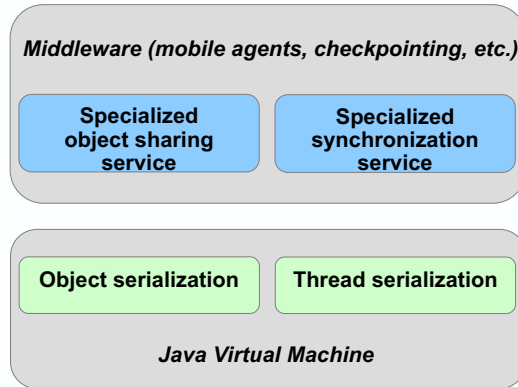 Middleware (mobile agents, checkpointing, etc.)
Specialized
object sharing
service
Specialized
synchronization
service
Object serialization
Thread serialization
Java Virtual Machine